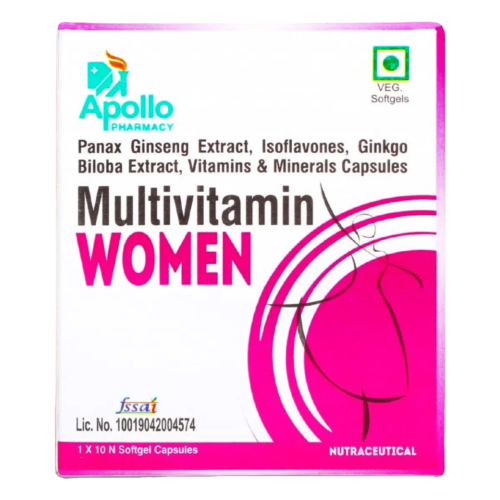 Apollo
PHARMACY
VEG.
Softgels
Panax Ginseng Extract, Isoflavones, Ginkgo
Biloba Extract, Vitamins & Minerals Capsules
Multivitamin
WOMEN
fssai
Lic. No. 10019042004574
1 X 10 N Softgel Capsules
NUTRACEUTICAL